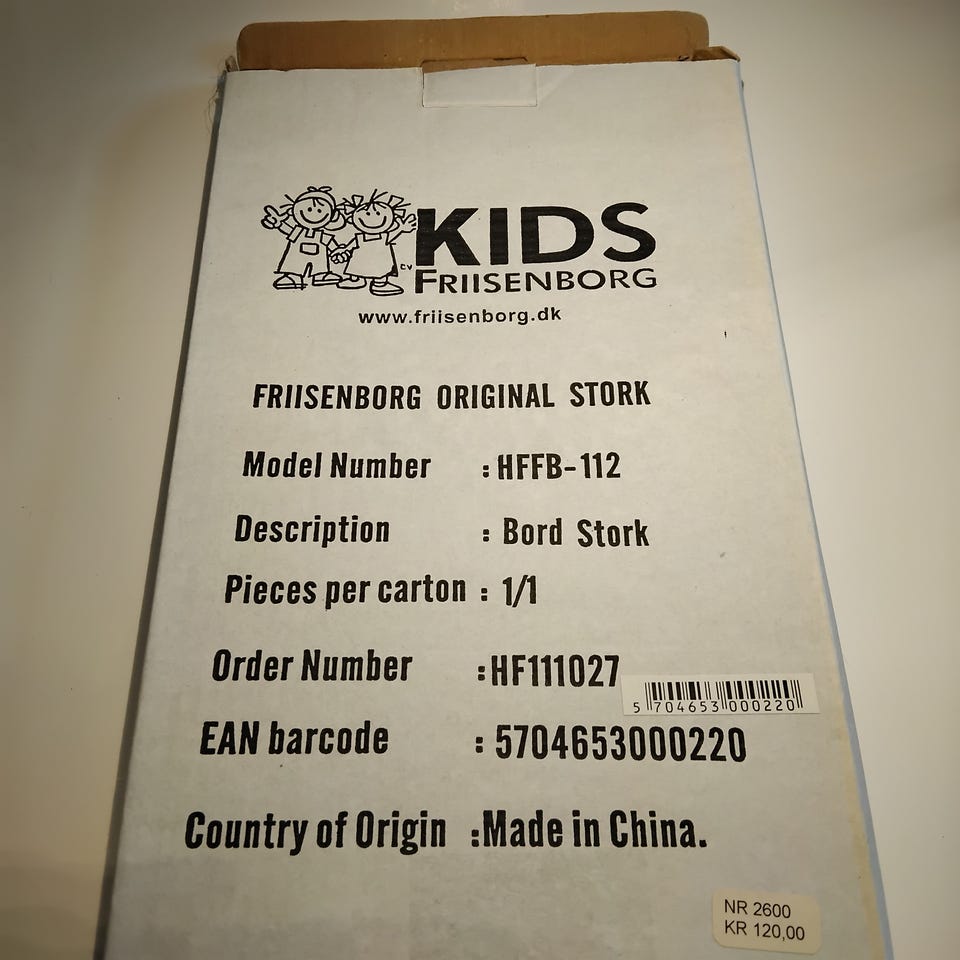 KIDS
FRIISENBORG
www.friisenborg.dk
FRIISENBORG ORIGINAL STORK
Model Number : HFFB-112
Description : Bord Stork
Pieces per carton : 1/1
Order Number : HF111027
5 704653 000220
EAN barcode : 5704653000220
Country of Origin : Made in China.
NR 2600
KR 120,00